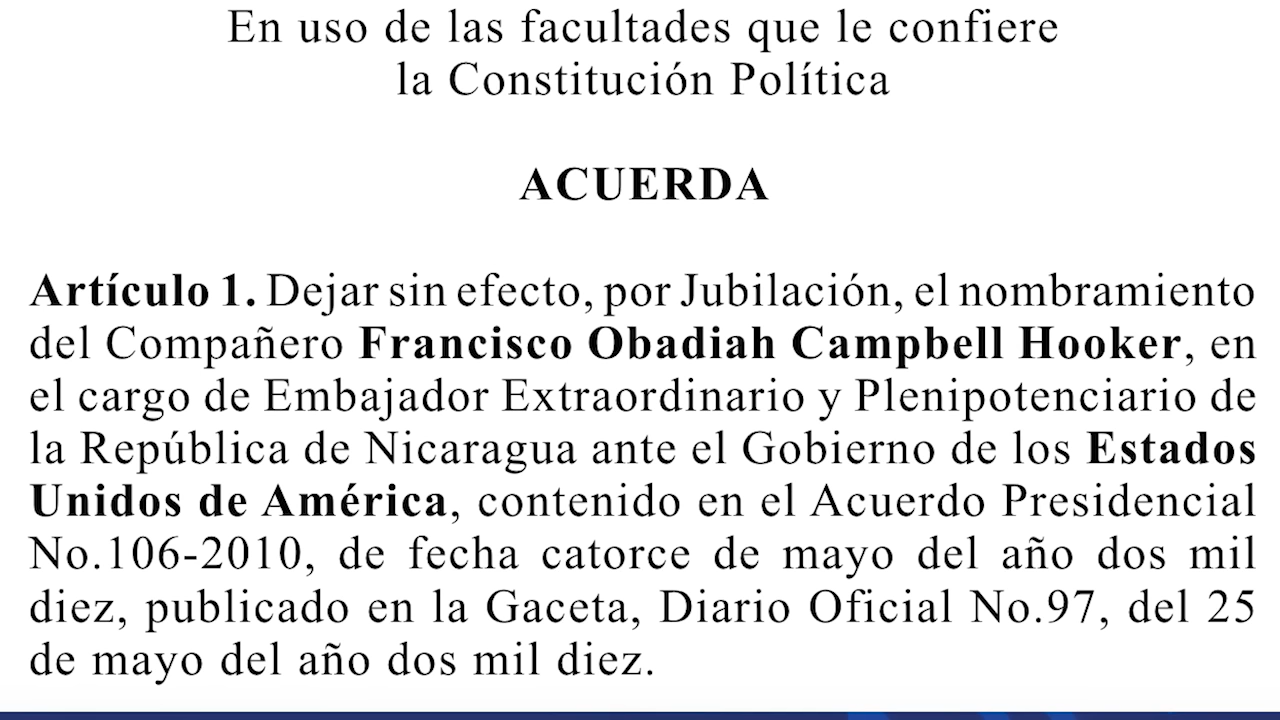 En uso de las facultades que le confiere
la Constitución Política
ACUERDA
Artículo 1. Dejar sin efecto, por Jubilación, el nombramiento
del Compañero Francisco Obadiah Campbell Hooker, en
el cargo de Embajador Extraordinario y Plenipotenciario de
la República de Nicaragua ante el Gobierno de los Estados
Unidos de América, contenido en el Acuerdo Presidencial
No.106-2010, de fecha catorce de mayo del año dos mil
diez, publicado en la Gaceta, Diario Oficial No.97, del 25
de mayo del año dos mil diez.